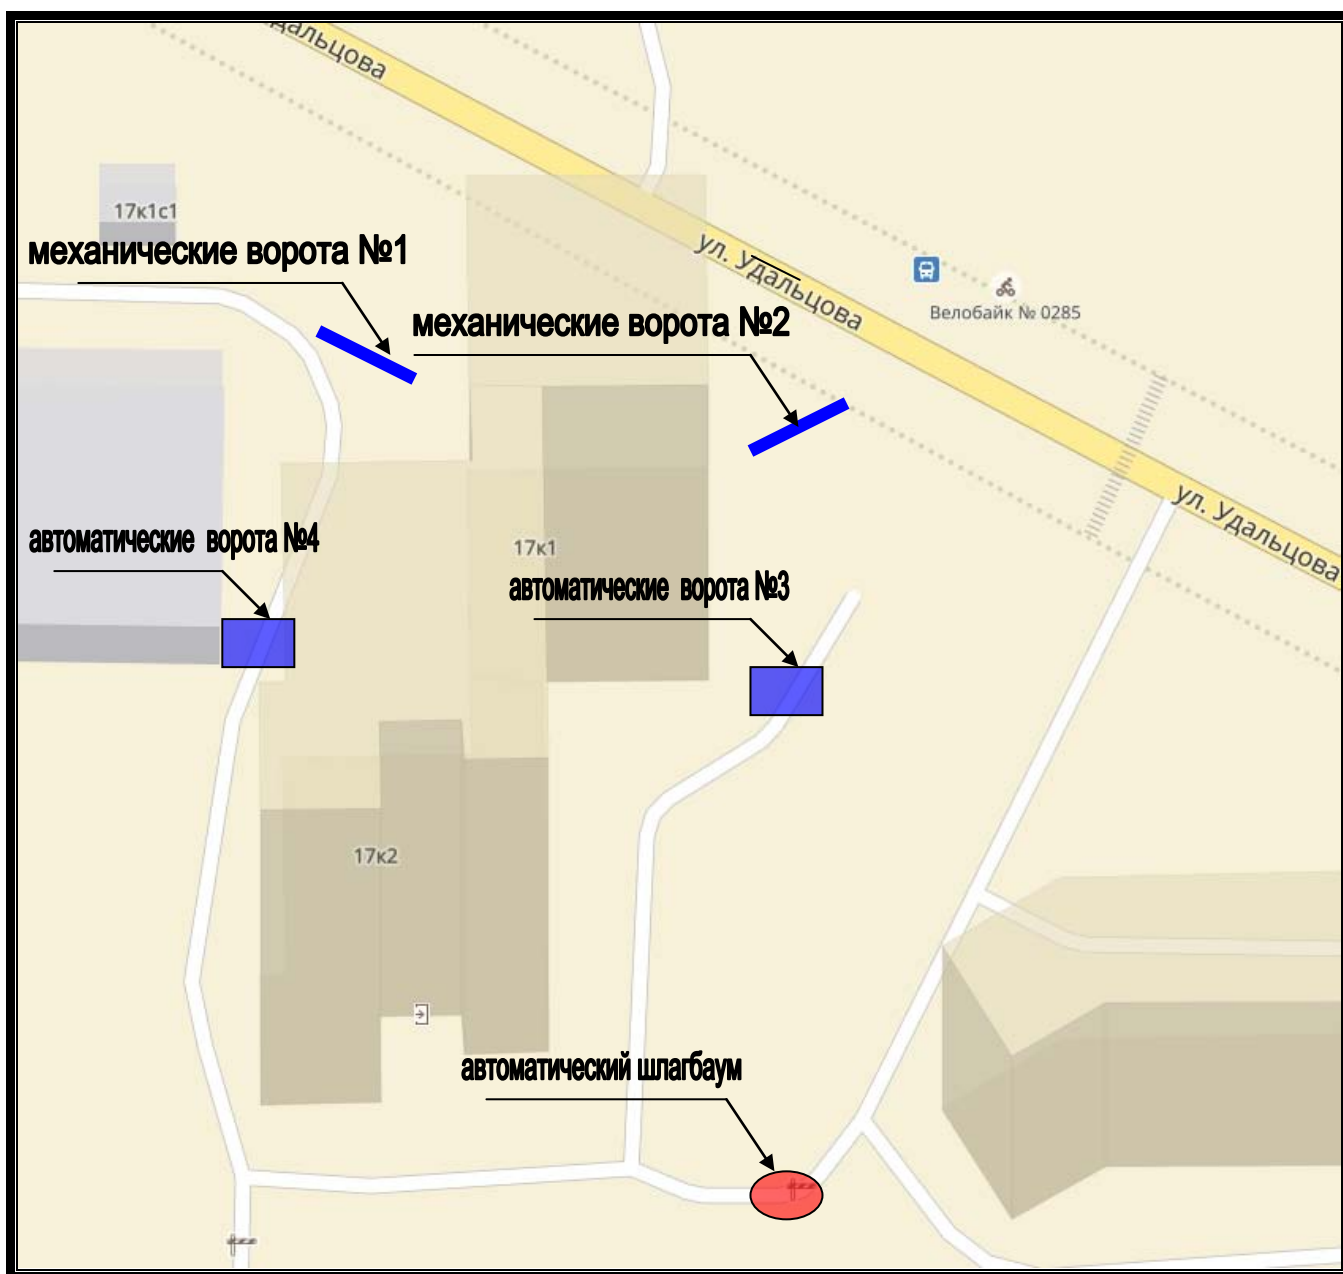 Удальцова
17к1с1
механические ворота №1
ул. Удальцова
Велобайк № 0285
механические ворота №2
ул. Удальцова
автоматические ворота №4
17к1
автоматические ворота №3
17к2
автоматический шлагбаум